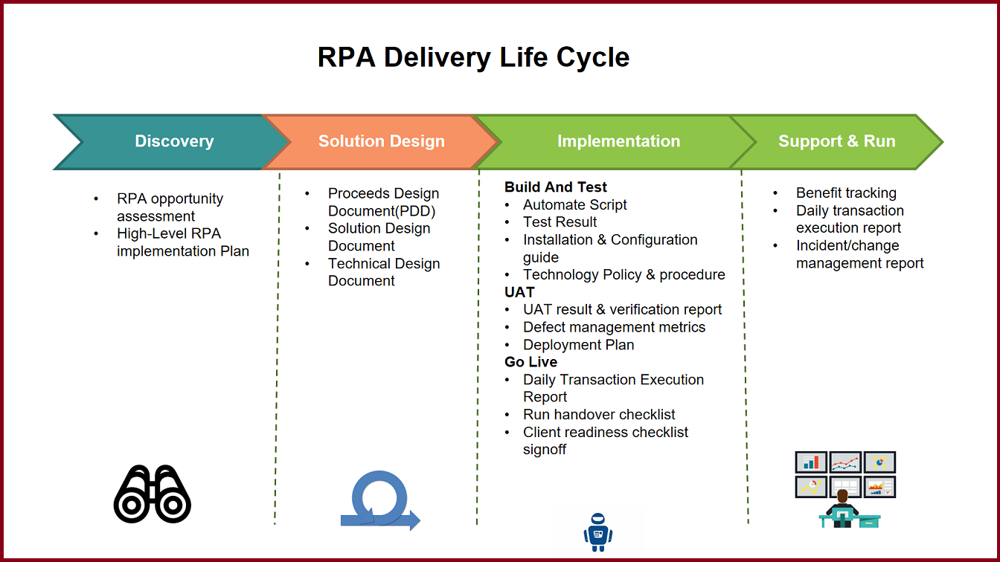 RPA Delivery Life Cycle
Discovery
Solution Design
Implementation
Support & Run
• RPA opportunity
assessment
• High-Level RPA
implementation Plan
• Proceeds Design
Document(PDD)
• Solution Design
Document
• Technical Design
Document
Build And Test
• Automate Script
• Test Result
• Installation & Configuration
guide
• Technology Policy & procedure
UAT
• UAT result & verification report
• Defect management metrics
• Deployment Plan
Go Live
• Daily Transaction Execution
Report
• Run handover checklist
• Client readiness checklist
signoff
• Benefit tracking
• Daily transaction
execution report
• Incident/change
management report